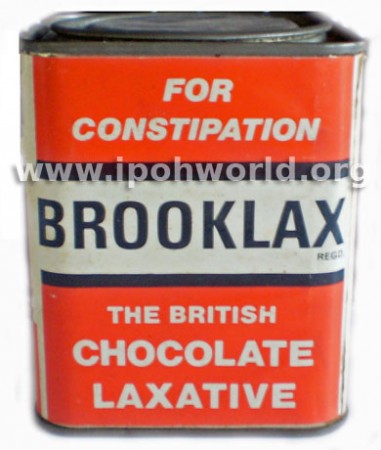 FOR
CONSTIPATION
www.ipohworld.org
BROOKLAX
REGD.
THE BRITISH
CHOCOLATE
LAXATIVE